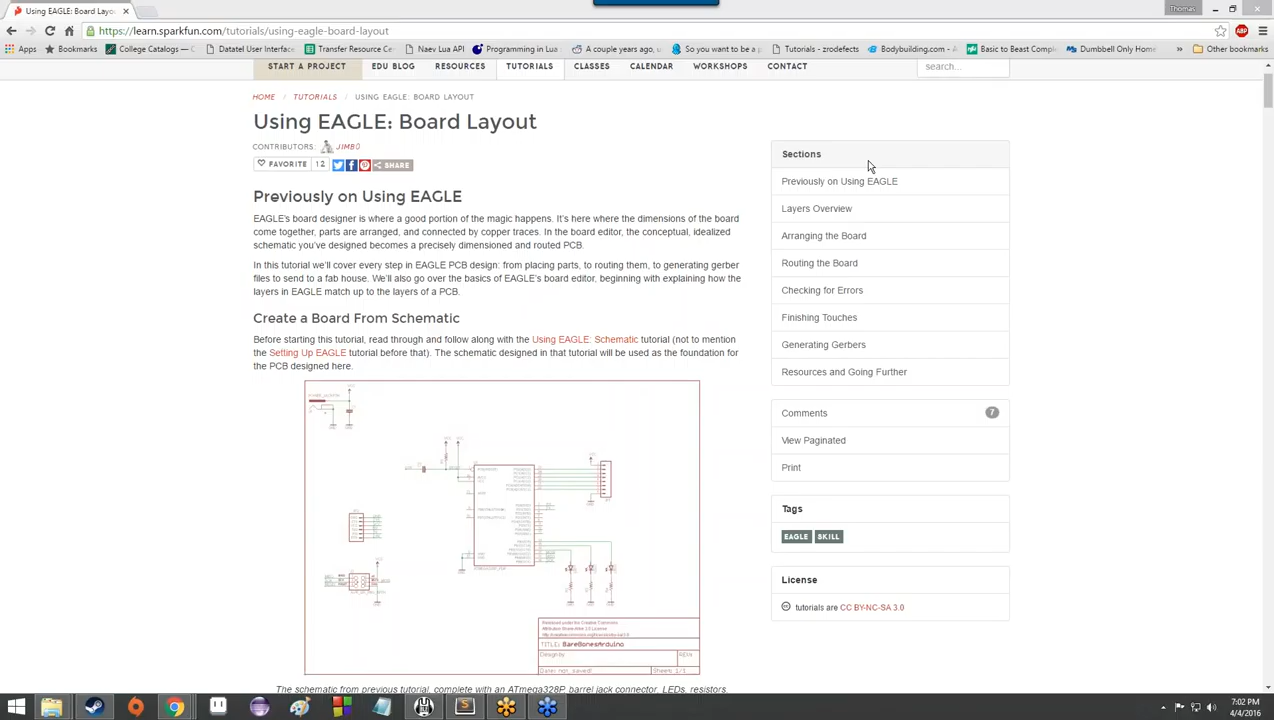 Using EAGLE: Board Layou
Thomas
https://learn.sparkfun.com/tutorials/using-eagle-board-layout
Apps
Bookmarks
College Catalogs —
Datatel User Interface
Transfer Resource Ce
Naev Lua API
Programming in Lua
A couple years ago,
So you want to be a p
Tutorials - zrodefects
Bodybuilding.com - A
Basic to Beast Compl
Dumbbell Only Home
»
Other bookmarks
START A PROJECT
EDU BLOG
RESOURCES
TUTORIALS
CLASSES
CALENDAR
WORKSHOPS
CONTACT
search...
HOME / TUTORIALS / USING EAGLE: BOARD LAYOUT
Using EAGLE: Board Layout
CONTRIBUTORS: JIMB0
FAVORITE 12 SHARE
Previously on Using EAGLE
EAGLE's board designer is where a good portion of the magic happens. It's here where the dimensions of the board
come together, parts are arranged, and connected by copper traces. In the board editor, the conceptual, idealized
schematic you've designed becomes a precisely dimensioned and routed PCB.
In this tutorial we'll cover every step in EAGLE PCB design: from placing parts, to routing them, to generating gerber
files to send to a fab house. We'll also go over the basics of EAGLE's board editor, beginning with explaining how the
layers in EAGLE match up to the layers of a PCB.
Create a Board From Schematic
Before starting this tutorial, read through and follow along with the Using EAGLE: Schematic tutorial (not to mention
the Setting Up EAGLE tutorial before that). The schematic designed in that tutorial will be used as the foundation for
the PCB designed here.
TITLE: BareBonesArduino
Design by:
REV:
Date: not saved!
Sheet: 1/1
The schematic from previous tutorial, complete with an ATmega328P, barrel jack connector, LEDs, resistors,
Sections
Previously on Using EAGLE
Layers Overview
Arranging the Board
Routing the Board
Checking for Errors
Finishing Touches
Generating Gerbers
Resources and Going Further
Comments 7
View Paginated
Print
Tags
EAGLE SKILL
License
tutorials are CC BY-NC-SA 3.0
7:02 PM
4/4/2016